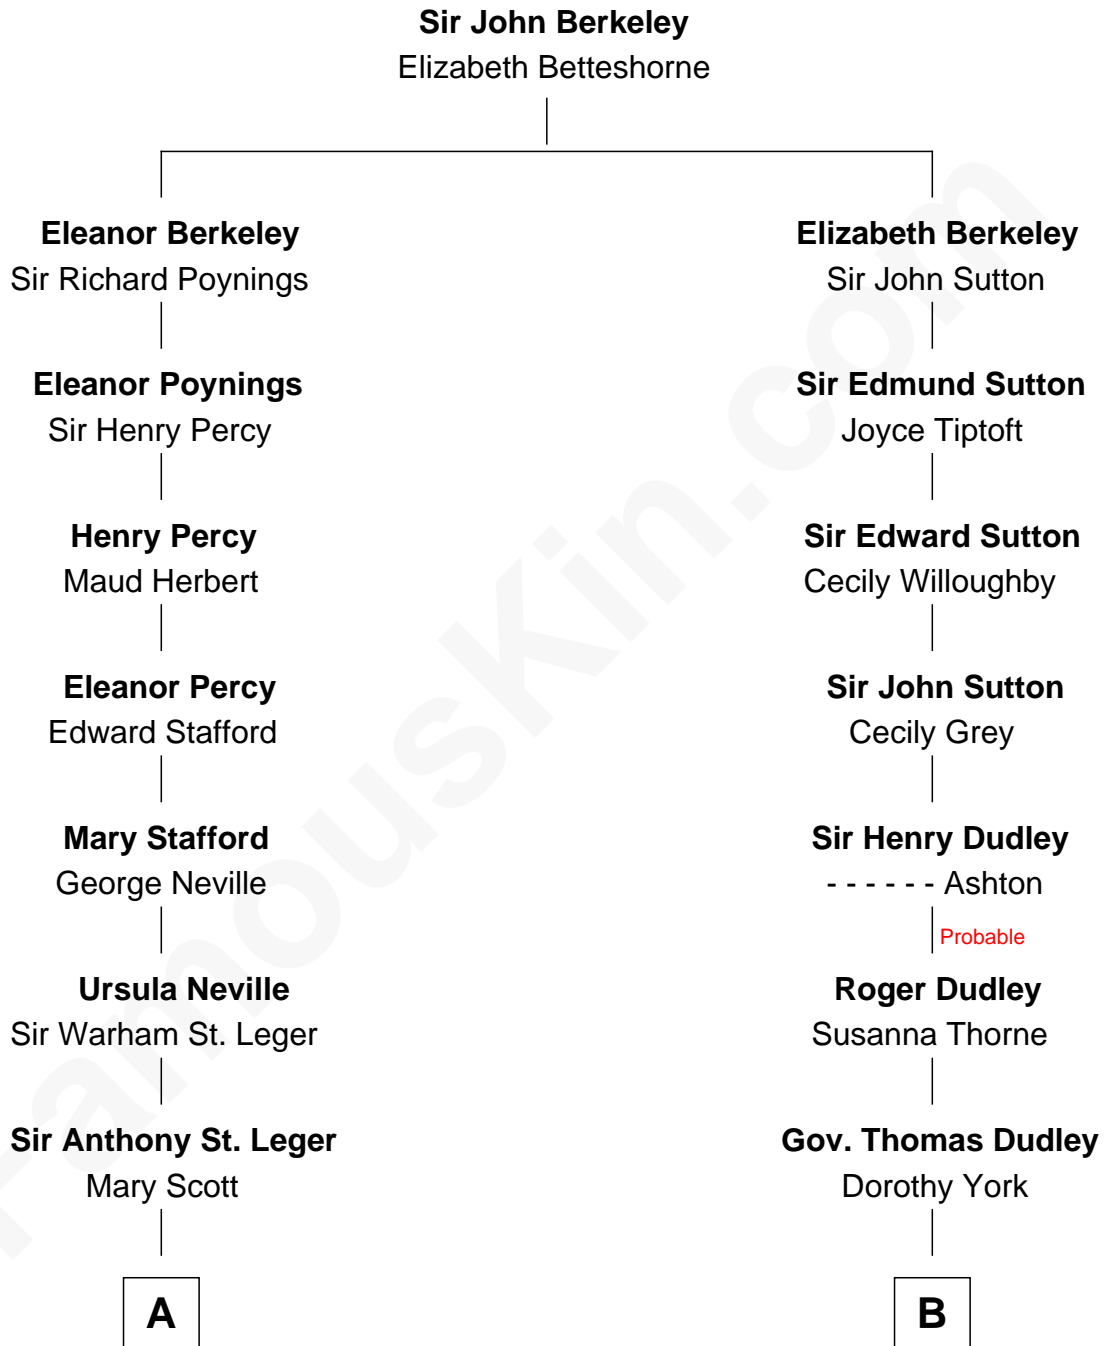 Sir John Berkeley
Elizabeth Betteshorne
Eleanor Berkeley
Sir Richard Poynings
Eleanor Poynings
Sir Henry Percy
Henry Percy
Maud Herbert
Eleanor Percy
Edward Stafford
Mary Stafford
George Neville
Ursula Neville
Sir Warham St. Leger
Sir Anthony St. Leger
Mary Scott
A
Elizabeth Berkeley
Sir John Sutton
Sir Edmund Sutton
Joyce Tiptoft
Sir Edward Sutton
Cecily Willoughby
Sir John Sutton
Cecily Grey
Sir Henry Dudley
- - - - - - Ashton
Probable
Roger Dudley
Susanna Thorne
Gov. Thomas Dudley
Dorothy York
B
FamousKin.com